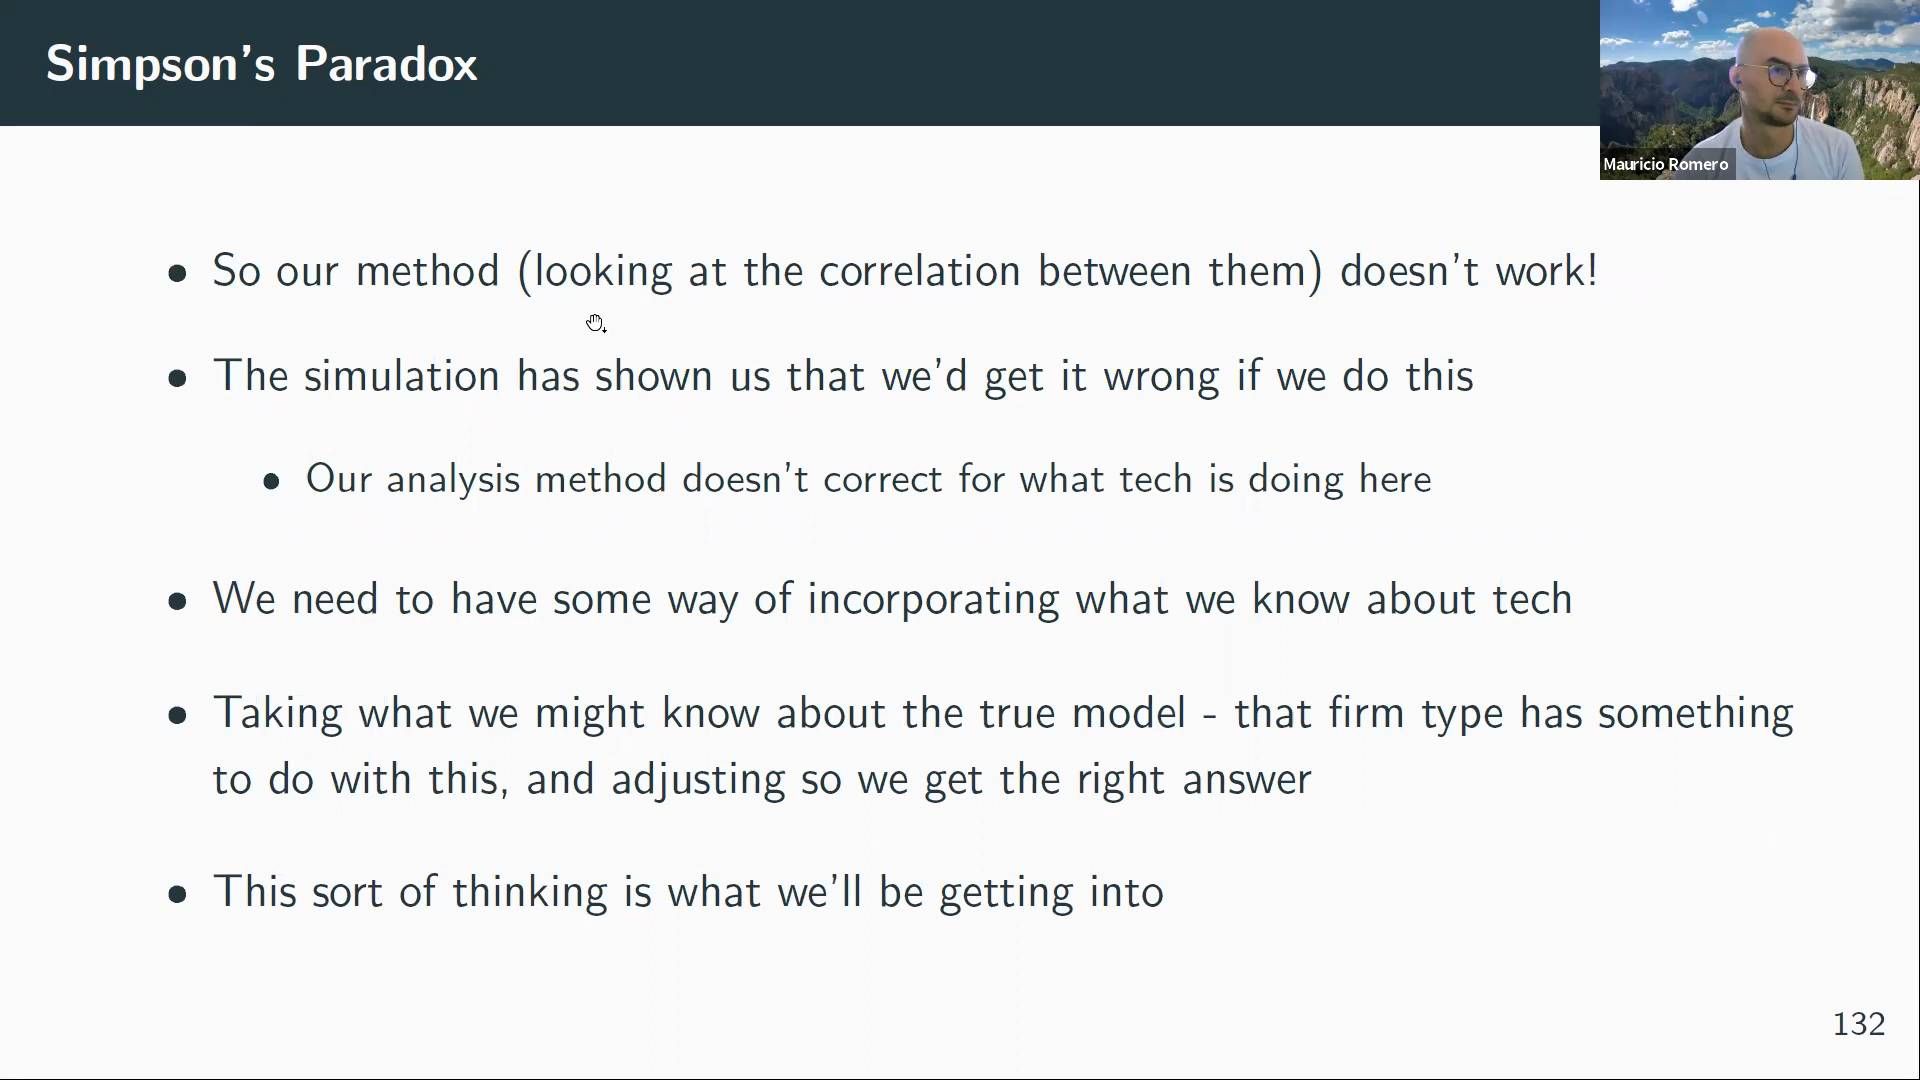 Simpson's Paradox
Mauricio Romero
• So our method (looking at the correlation between them) doesn't work!
• The simulation has shown us that we'd get it wrong if we do this
• Our analysis method doesn't correct for what tech is doing here
• We need to have some way of incorporating what we know about tech
• Taking what we might know about the true model - that firm type has something
to do with this, and adjusting so we get the right answer
• This sort of thinking is what we'll be getting into
132